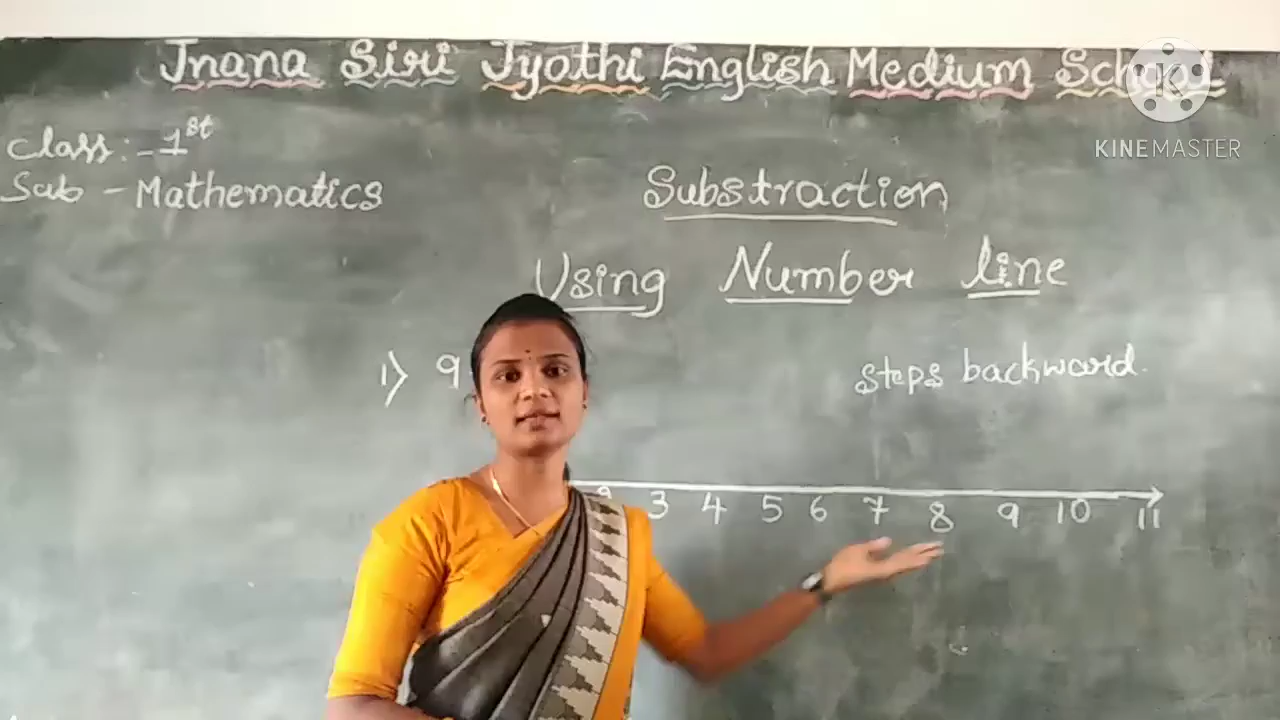 Jnana Siri Jyothi English Medium School
KINEMASTER
Class:- 1st
Sub - Mathematics
Substraction
Using Number line
1) 9
steps backward.
3 4 5 6 7 8 9 10 11